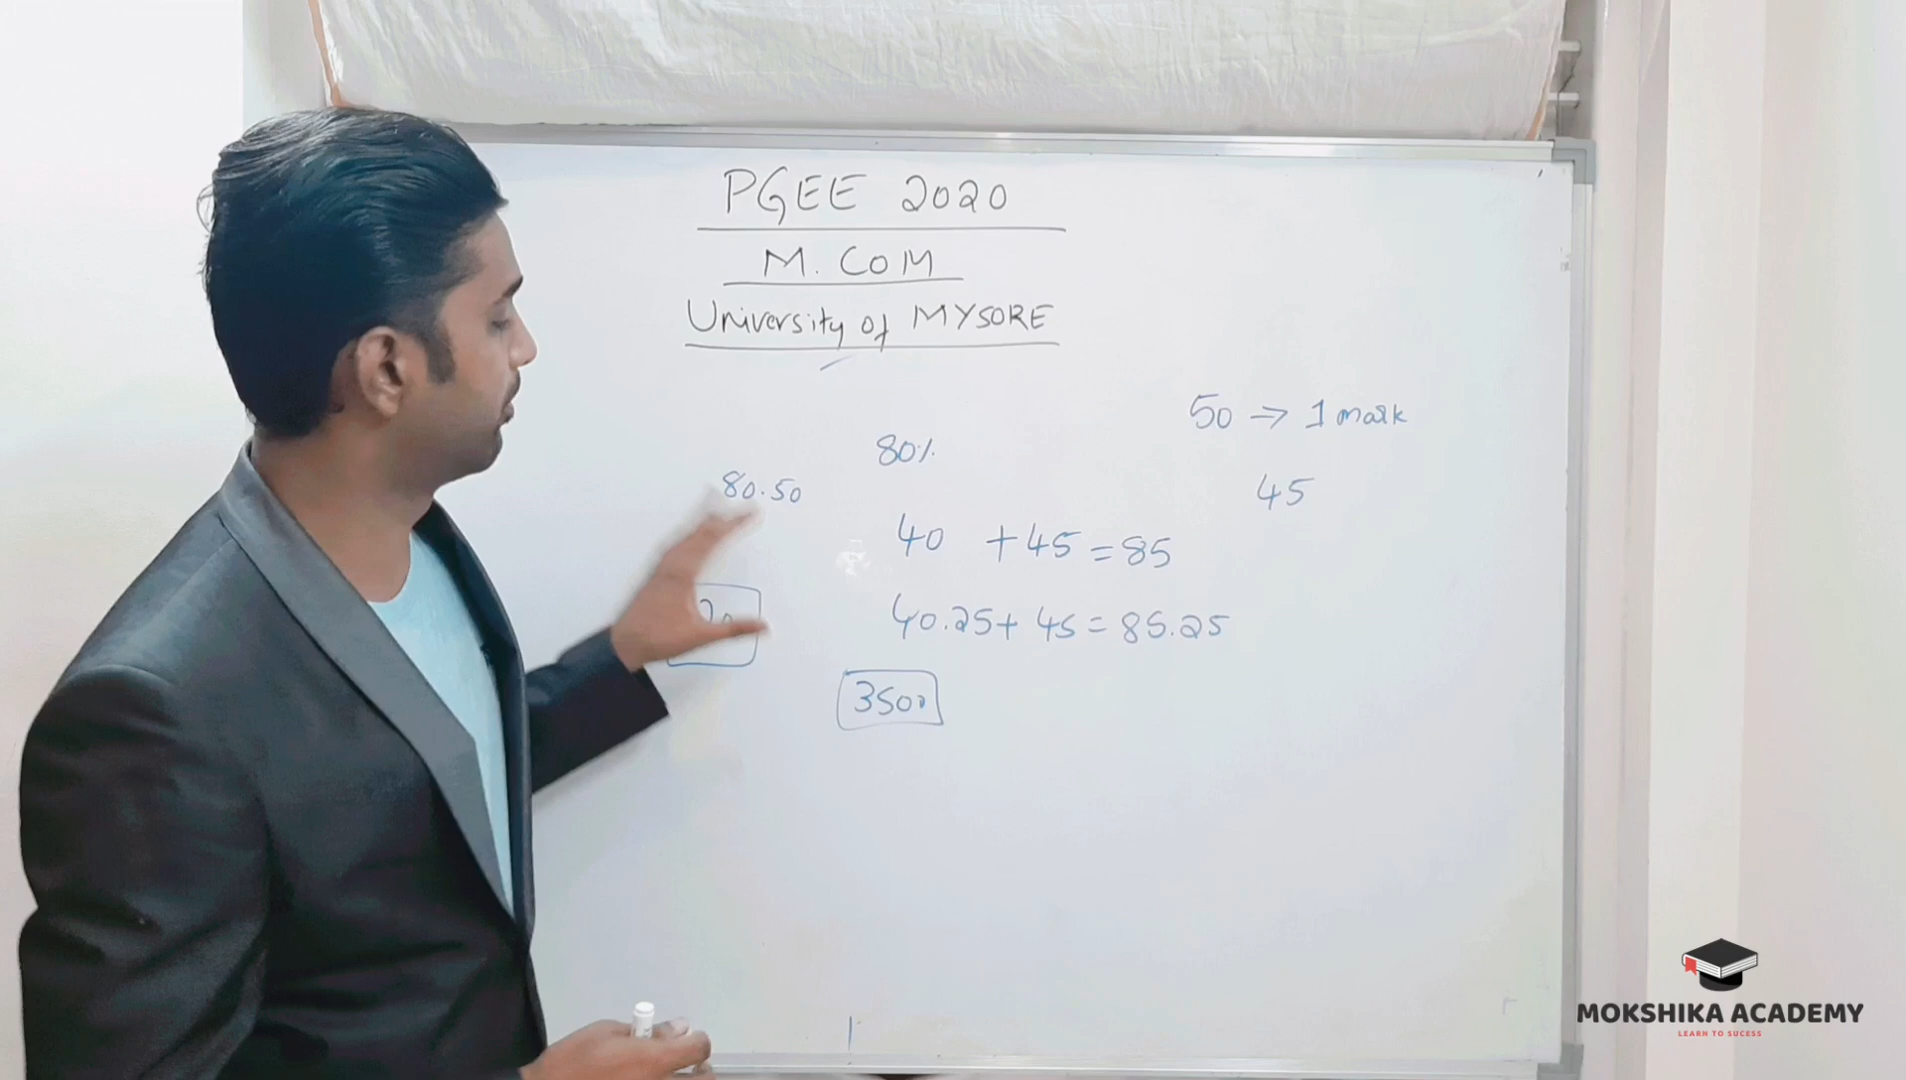 PGEE 2020
M. COM
University of MYSORE
50 → 1 mark
80%
80.50
45
40 + 45 = 85
40.25 + 45 = 85.25
3500
MOKSHIKA ACADEMY
LEARN TO SUCESS